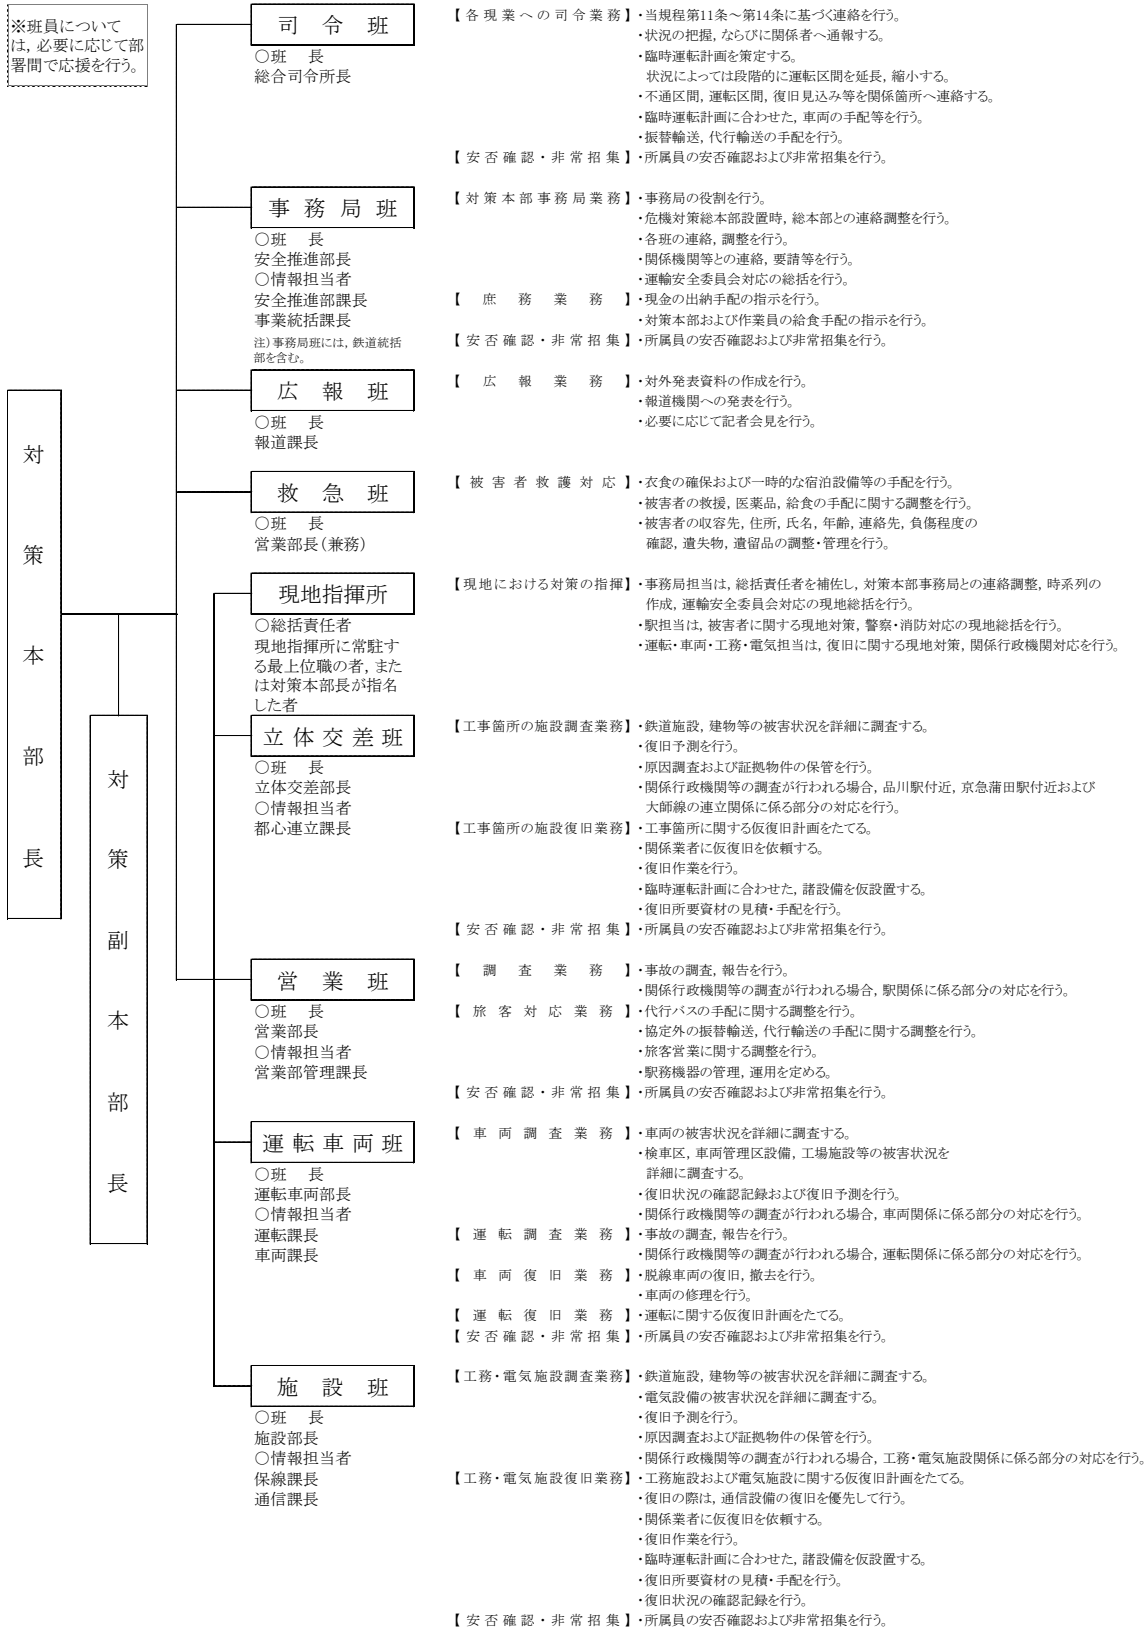 ※班員について
は, 必要に応じて部
署間で応援を行う。
対策本部長
対策副本部長
司令班
○班　長
総合司令所長
【各現業への司令業務】・当規程第11条～第14条に基づく連絡を行う。
・状況の把握, ならびに関係者へ通報する。
・臨時運転計画を策定する。
状況によっては段階的に運転区間を延長, 縮小する。
・不通区間, 運転区間, 復旧見込み等を関係箇所へ連絡する。
・臨時運転計画に合わせた, 車両の手配等を行う。
・振替輸送, 代行輸送の手配を行う。
【安否確認・非常招集】・所属員の安否確認および非常招集を行う。
事務局班
○班　長
安全推進部長
○情報担当者
安全推進部課長
事業統括課長
注）事務局班には, 鉄道統括
部を含む。
【対策本部事務局業務】・事務局の役割を行う。
・危機対策総本部設置時, 総本部との連絡調整を行う。
・各班の連絡, 調整を行う。
・関係機関等との連絡, 要請等を行う。
・運輸安全委員会対応の総括を行う。
【庶務業務】・現金の出納手配の指示を行う。
・対策本部および作業員の給食手配の指示を行う。
【安否確認・非常招集】・所属員の安否確認および非常招集を行う。
広報班
○班　長
報道課長
【広報業務】・対外発表資料の作成を行う。
・報道機関への発表を行う。
・必要に応じて記者会見を行う。
救急班
○班　長
営業部長（兼務）
【被害者救護対応】・衣食の確保および一時的な宿泊設備等の手配を行う。
・被害者の救援, 医薬品, 給食の手配に関する調整を行う。
・被害者の収容先, 住所, 氏名, 年齢, 連絡先, 負傷程度の
確認, 遺失物, 遺留品の調整・管理を行う。
現地指揮所
○総括責任者
現地指揮所に常駐す
る最上位職の者, また
は対策本部長が指名
した者
【現地における対策の指揮】・事務局担当は, 総括責任者を補佐し, 対策本部事務局との連絡調整, 時系列の
作成, 運輸安全委員会対応の現地総括を行う。
・駅担当は, 被害者に関する現地対策, 警察・消防対応の現地総括を行う。
・運転・車両・工務・電気担当は, 復旧に関する現地対策, 関係行政機関対応を行う。
立体交差班
○班　長
立体交差部長
○情報担当者
都心連立課長
【工事箇所の施設調査業務】・鉄道施設, 建物等の被害状況を詳細に調査する。
・復旧予測を行う。
・原因調査および証拠物件の保管を行う。
・関係行政機関等の調査が行われる場合, 品川駅付近, 京急蒲田駅付近および
大師線の連立関係に係る部分の対応を行う。
【工事箇所の施設復旧業務】・工事箇所に関する仮復旧計画をたてる。
・関係業者に仮復旧を依頼する。
・復旧作業を行う。
・臨時運転計画に合わせた, 諸設備を仮設置する。
・復旧所要資材の見積・手配を行う。
【安否確認・非常招集】・所属員の安否確認および非常招集を行う。
営業班
○班　長
営業部長
○情報担当者
営業部管理課長
【調査業務】・事故の調査, 報告を行う。
・関係行政機関等の調査が行われる場合, 駅関係に係る部分の対応を行う。
【旅客対応業務】・代行バスの手配に関する調整を行う。
・協定外の振替輸送, 代行輸送の手配に関する調整を行う。
・旅客営業に関する調整を行う。
・駅務機器の管理, 運用を定める。
【安否確認・非常招集】・所属員の安否確認および非常招集を行う。
運転車両班
○班　長
運転車両部長
○情報担当者
運転課長
車両課長
【車両調査業務】・車両の被害状況を詳細に調査する。
・検車区, 車両管理区設備, 工場施設等の被害状況を
詳細に調査する。
・復旧状況の確認記録および復旧予測を行う。
・関係行政機関等の調査が行われる場合, 車両関係に係る部分の対応を行う。
【運転調査業務】・事故の調査, 報告を行う。
・関係行政機関等の調査が行われる場合, 運転関係に係る部分の対応を行う。
【車両復旧業務】・脱線車両の復旧, 撤去を行う。
・車両の修理を行う。
【運転復旧業務】・運転に関する仮復旧計画をたてる。
【安否確認・非常招集】・所属員の安否確認および非常招集を行う。
施設班
○班　長
施設部長
○情報担当者
保線課長
通信課長
【工務・電気施設調査業務】・鉄道施設, 建物等の被害状況を詳細に調査する。
・電気設備の被害状況を詳細に調査する。
・復旧予測を行う。
・原因調査および証拠物件の保管を行う。
・関係行政機関等の調査が行われる場合, 工務・電気施設関係に係る部分の対応を行う。
【工務・電気施設復旧業務】・工務施設および電気施設に関する仮復旧計画をたてる。
・復旧の際は, 通信設備の復旧を優先して行う。
・関係業者に仮復旧を依頼する。
・復旧作業を行う。
・臨時運転計画に合わせた, 諸設備を仮設置する。
・復旧所要資材の見積・手配を行う。
・復旧状況の確認記録を行う。
【安否確認・非常招集】・所属員の安否確認および非常招集を行う。